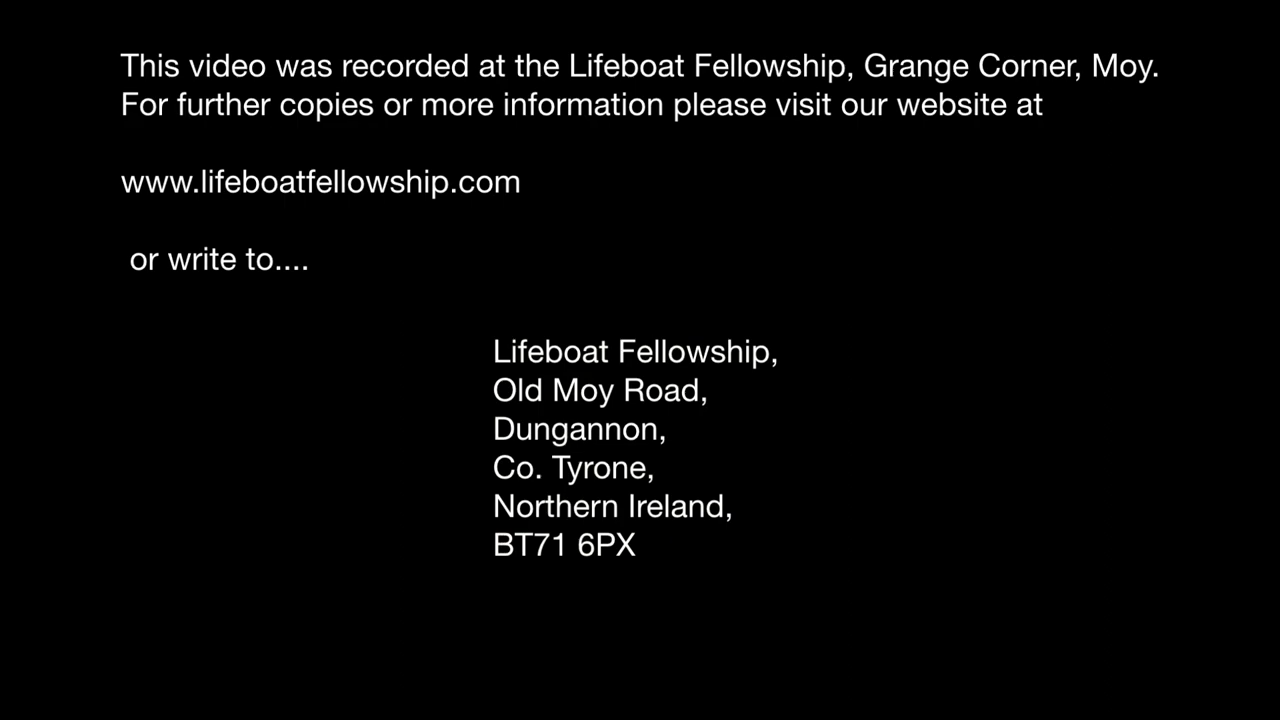 This video was recorded at the Lifeboat Fellowship, Grange Corner, Moy.
For further copies or more information please visit our website at
www.lifeboatfellowship.com
or write to....
Lifeboat Fellowship,
Old Moy Road,
Dungannon,
Co. Tyrone,
Northern Ireland,
BT71 6PX